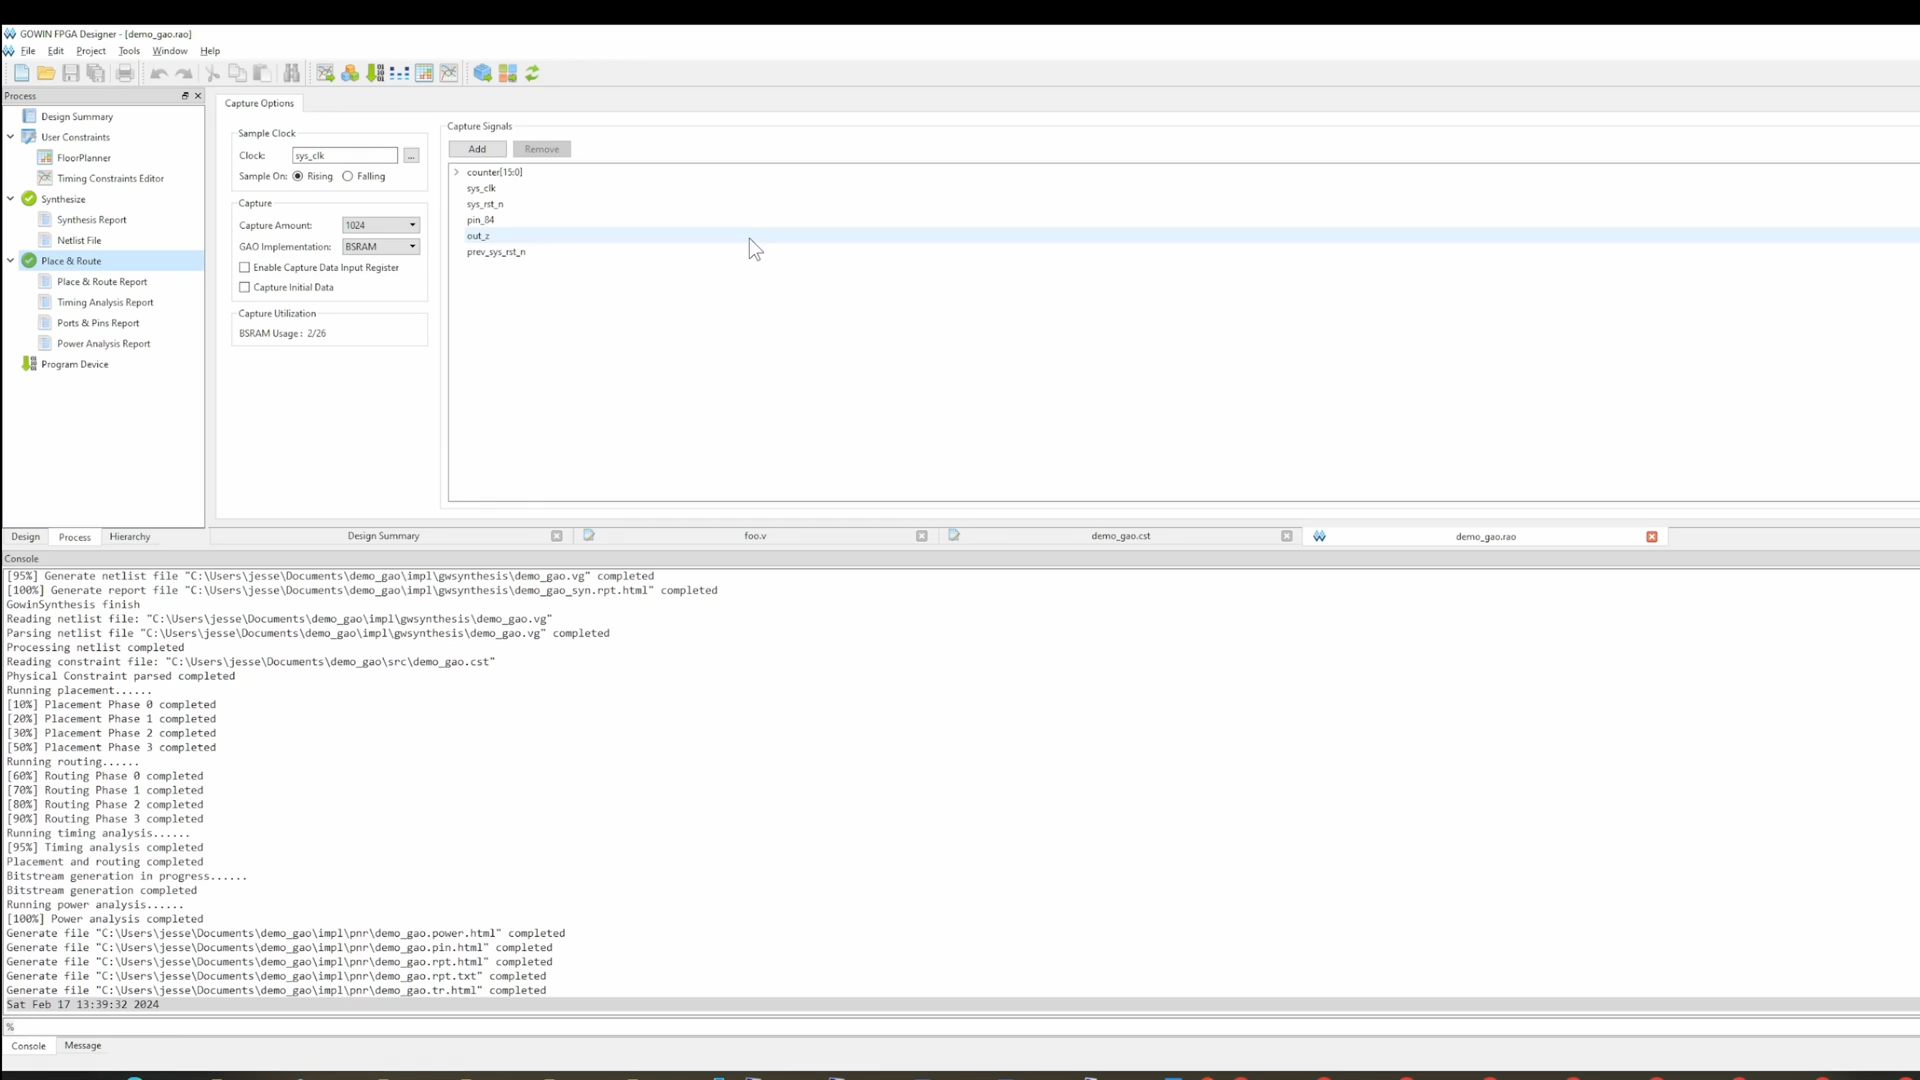 GOWIN FPGA Designer - [demo_gao.rao]
File Edit Project Tools Window Help
Process
Design Summary
User Constraints
FloorPlanner
Timing Constraints Editor
Synthesize
Synthesis Report
Netlist File
Place & Route
Place & Route Report
Timing Analysis Report
Ports & Pins Report
Power Analysis Report
Program Device
Design Process Hierarchy
Capture Options
Sample Clock
Clock: sys_clk ...
Sample On: Rising Falling
Capture
Capture Amount: 1024
GAO Implementation: BSRAM
Enable Capture Data Input Register
Capture Initial Data
Capture Utilization
BSRAM Usage : 2/26
Capture Signals
Add Remove
counter[15:0]
sys_clk
sys_rst_n
pin_84
out_z
prev_sys_rst_n
Design Summary foo.v demo_gao.cst demo_gao.rao
Console
[95%] Generate netlist file "C:\Users\jesse\Documents\demo_gao\impl\gwsynthesis\demo_gao.vg" completed
[100%] Generate report file "C:\Users\jesse\Documents\demo_gao\impl\gwsynthesis\demo_gao_syn.rpt.html" completed
GowinSynthesis finish
Reading netlist file: "C:\Users\jesse\Documents\demo_gao\impl\gwsynthesis\demo_gao.vg"
Parsing netlist file "C:\Users\jesse\Documents\demo_gao\impl\gwsynthesis\demo_gao.vg" completed
Processing netlist completed
Reading constraint file: "C:\Users\jesse\Documents\demo_gao\src\demo_gao.cst"
Physical Constraint parsed completed
Running placement......
[10%] Placement Phase 0 completed
[20%] Placement Phase 1 completed
[30%] Placement Phase 2 completed
[50%] Placement Phase 3 completed
Running routing......
[60%] Routing Phase 0 completed
[70%] Routing Phase 1 completed
[80%] Routing Phase 2 completed
[90%] Routing Phase 3 completed
Running timing analysis......
[95%] Timing analysis completed
Placement and routing completed
Bitstream generation in progress......
Bitstream generation completed
Running power analysis......
[100%] Power analysis completed
Generate file "C:\Users\jesse\Documents\demo_gao\impl\pnr\demo_gao.power.html" completed
Generate file "C:\Users\jesse\Documents\demo_gao\impl\pnr\demo_gao.pin.html" completed
Generate file "C:\Users\jesse\Documents\demo_gao\impl\pnr\demo_gao.rpt.html" completed
Generate file "C:\Users\jesse\Documents\demo_gao\impl\pnr\demo_gao.rpt.txt" completed
Generate file "C:\Users\jesse\Documents\demo_gao\impl\pnr\demo_gao.tr.html" completed
Sat Feb 17 13:39:32 2024
%
Console Message